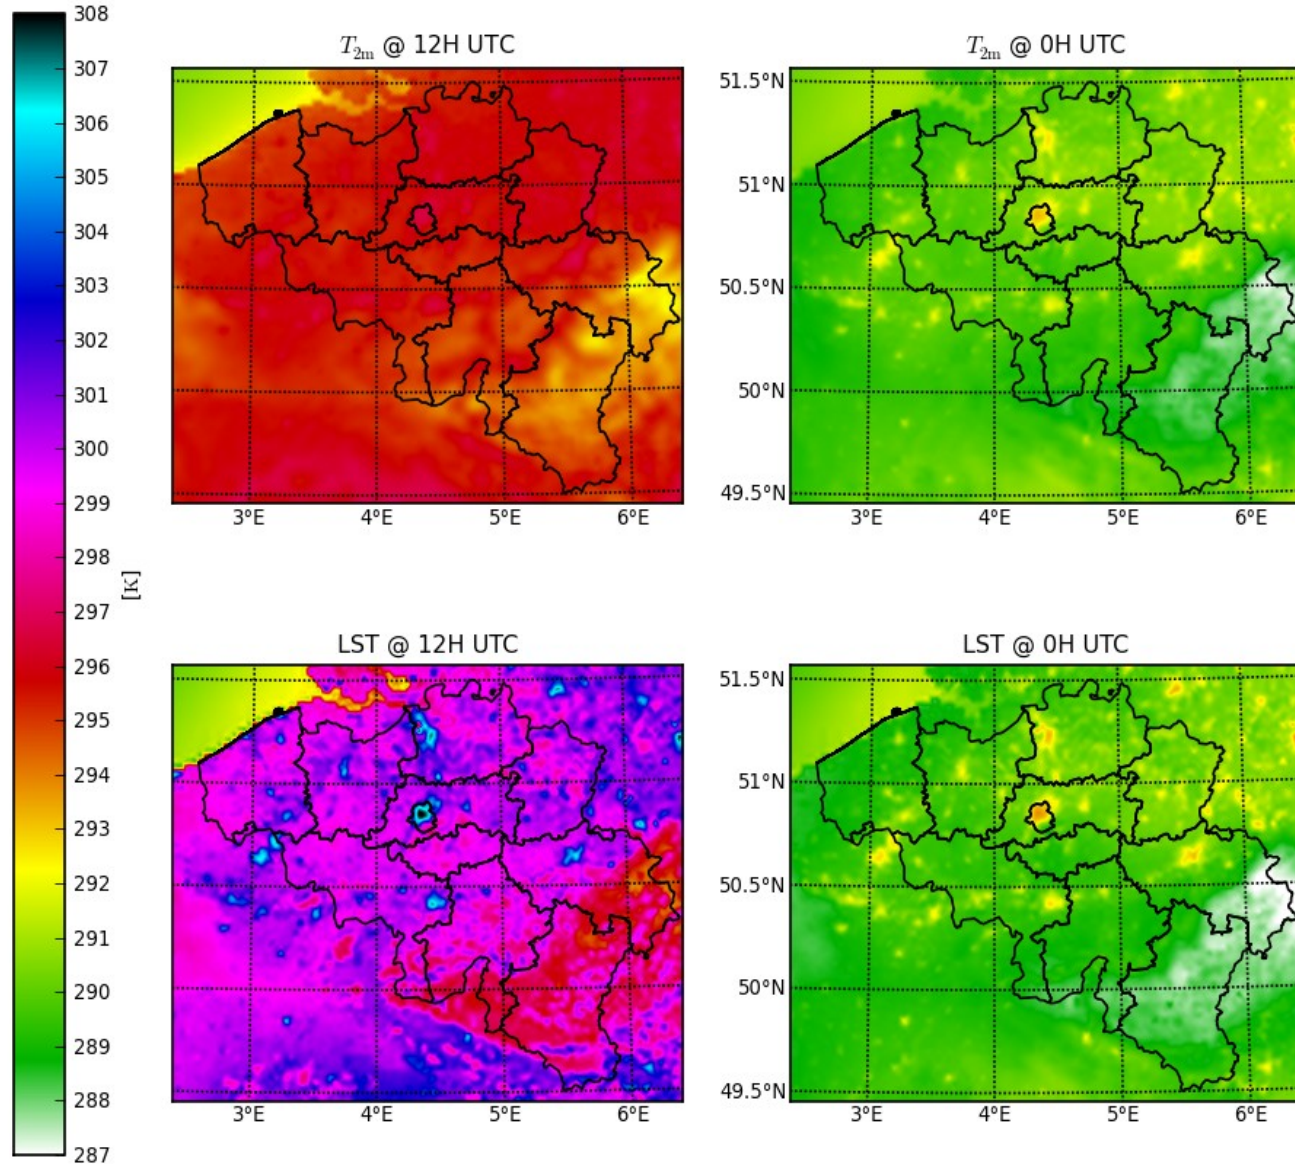 308
307
306
305
304
303
302
301
300
299
298
297
296
295
294
293
292
291
290
289
288
287
[K]
T2m @ 12H UTC
3°E 4°E 5°E 6°E
T2m @ 0H UTC
51.5°N
51°N
50.5°N
50°N
49.5°N
3°E 4°E 5°E 6°E
LST @ 12H UTC
3°E 4°E 5°E 6°E
LST @ 0H UTC
51.5°N
51°N
50.5°N
50°N
49.5°N
3°E 4°E 5°E 6°E